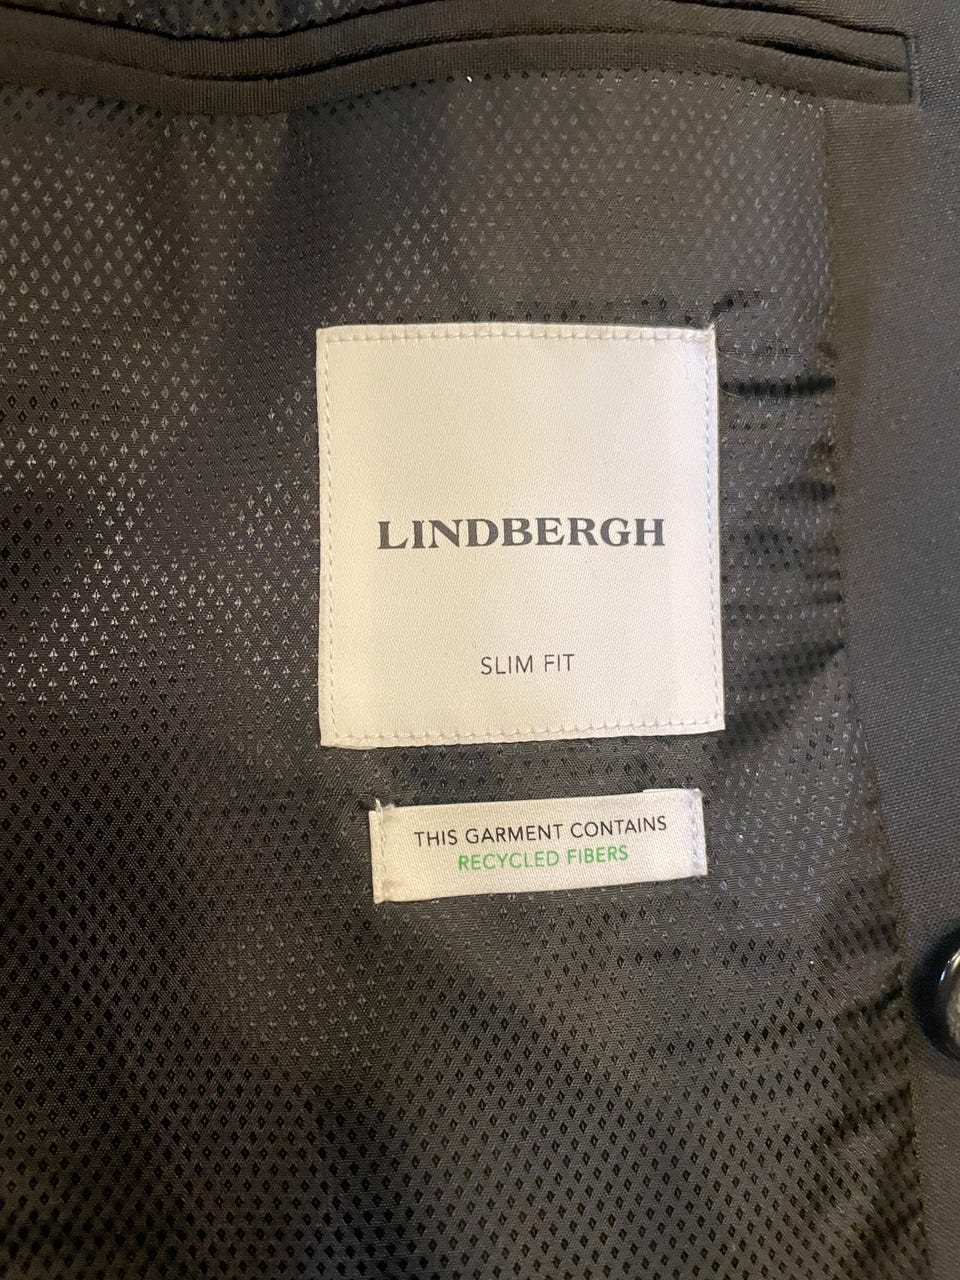 LINDBERGH
SLIM FIT
THIS GARMENT CONTAINS
RECYCLED FIBERS